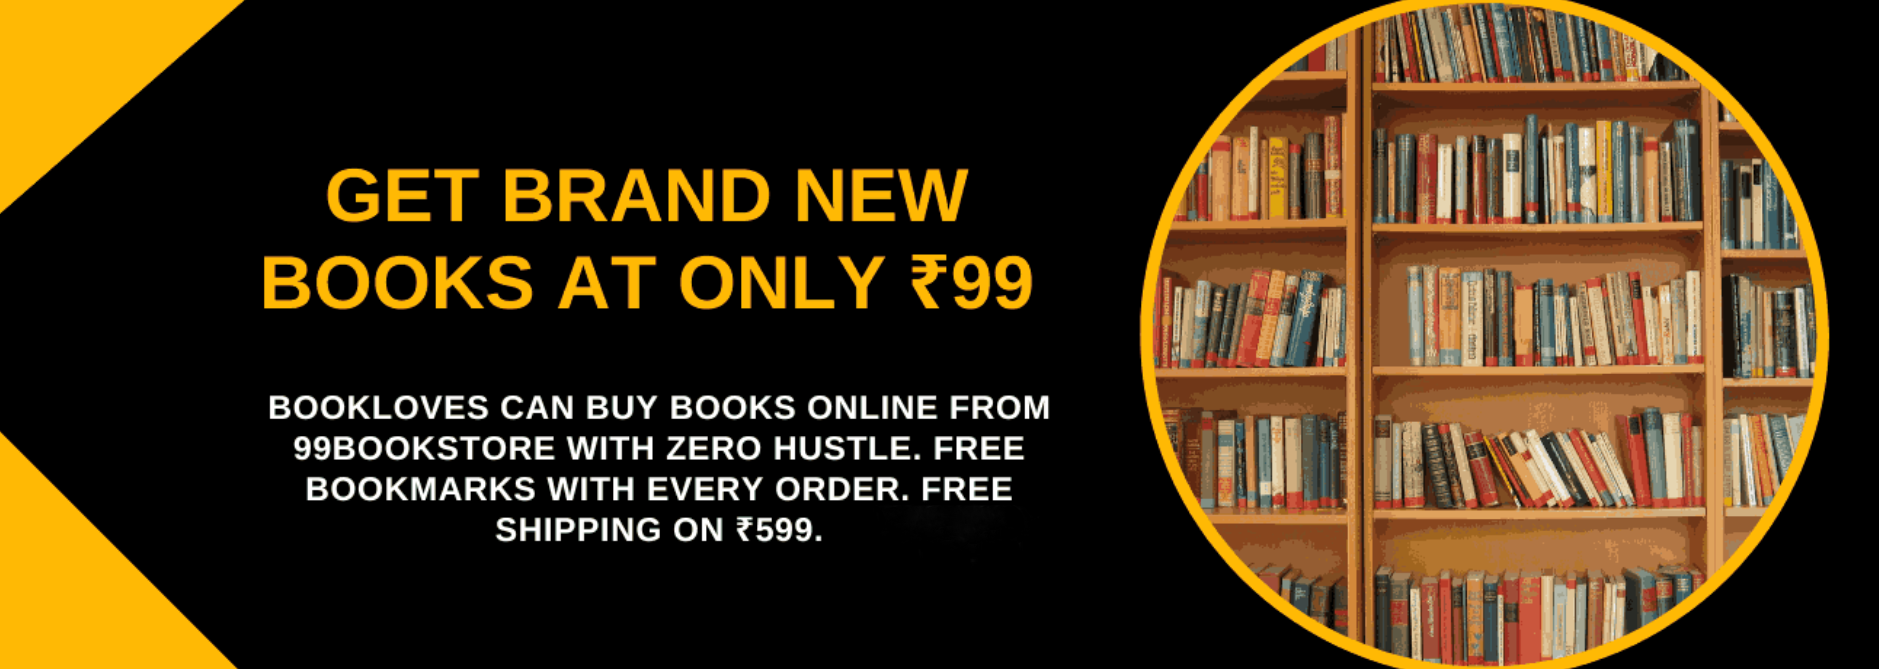 GET BRAND NEW
BOOKS AT ONLY ₹99
BOOKLOVES CAN BUY BOOKS ONLINE FROM
99BOOKSTORE WITH ZERO HUSTLE. FREE
BOOKMARKS WITH EVERY ORDER. FREE
SHIPPING ON ₹599.